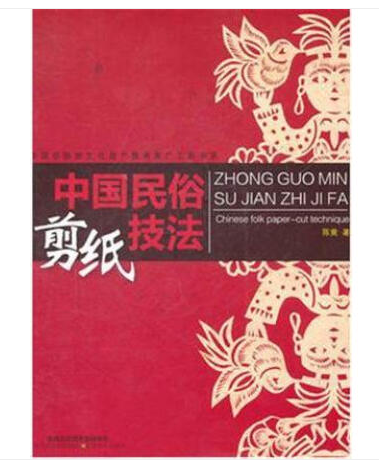 中国民俗
剪纸技法
ZHONG GUO MIN
SU JIAN ZHI JI FA
Chinese folk paper-cut technique
陈竟·著